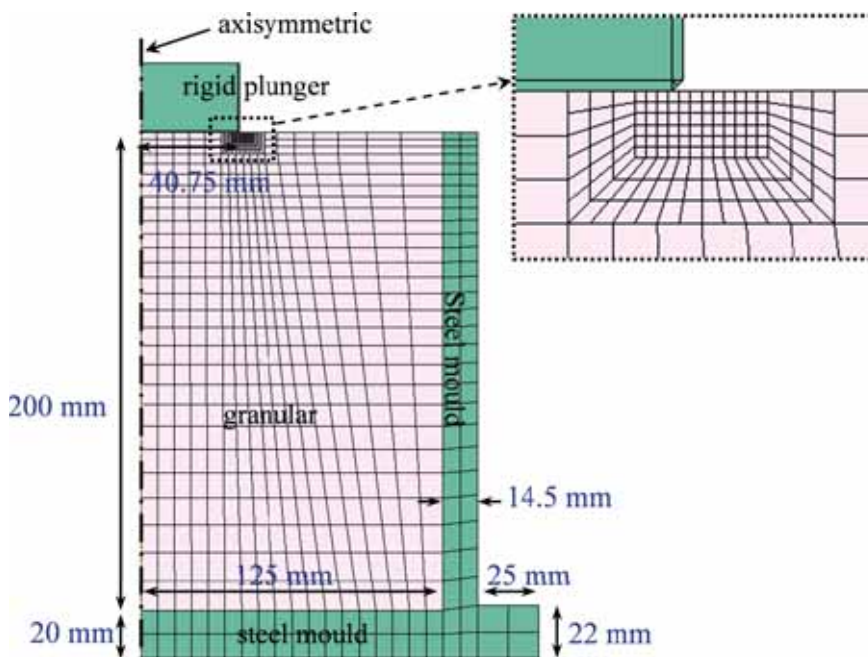 axisymmetric
rigid plunger
40.75 mm
200 mm
Steel mould
granular
14.5 mm
125 mm
25 mm
20 mm
steel mould
22 mm